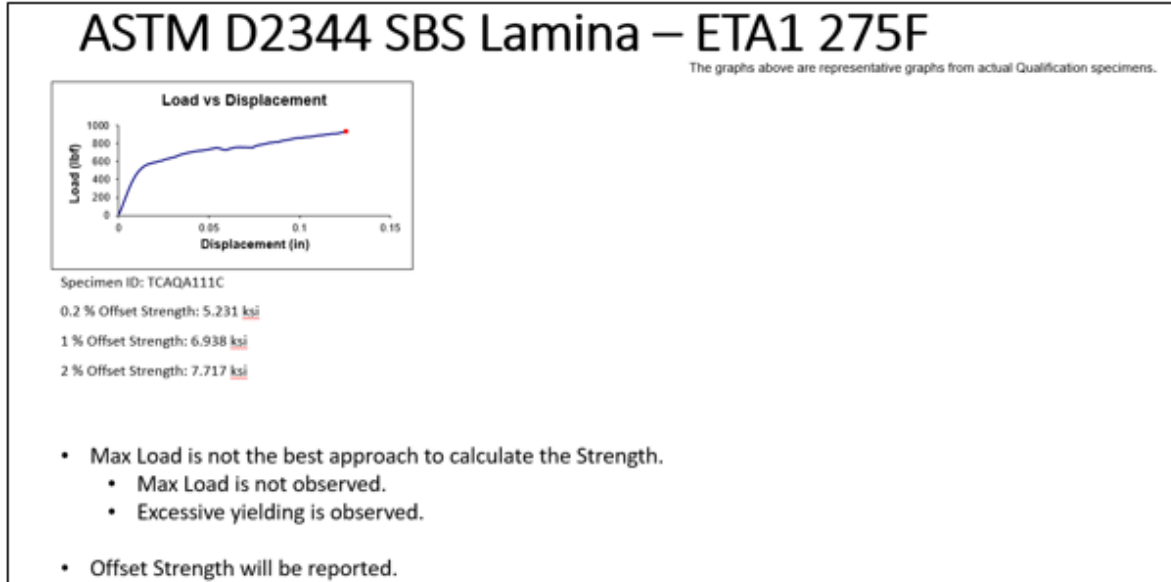 ASTM D2344 SBS Lamina – ETA1 275F
The graphs above are representative graphs from actual Qualification specimens.
Load vs Displacement
Load (lbf)
1000
800
600
400
200
0
0 0.05 0.1 0.15
Displacement (in)
Specimen ID: TCAQA111C
0.2 % Offset Strength: 5.231 ksi
1 % Offset Strength: 6.938 ksi
2 % Offset Strength: 7.717 ksi
• Max Load is not the best approach to calculate the Strength.
• Max Load is not observed.
• Excessive yielding is observed.
• Offset Strength will be reported.